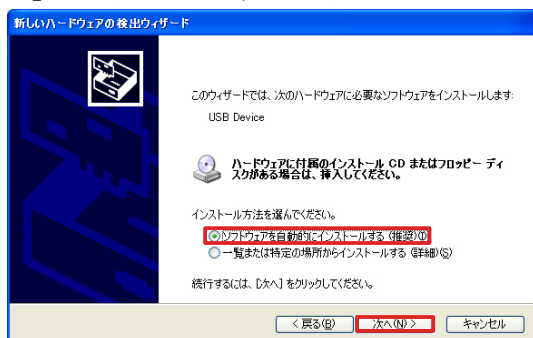 新しいハードウェアの検出ウィザード
このウィザードでは、次のハードウェアに必要なソフトウェアをインストールします:
USB Device
ハードウェアに付属のインストール CD またはフロッピー ディ
スクがある場合は、挿入してください。
インストール方法を選んでください。
ソフトウェアを自動的にインストールする (推奨)(I)
一覧または特定の場所からインストールする (詳細)(S)
続行するには、[次へ] をクリックしてください。
< 戻る(B) 次へ(N) > キャンセル